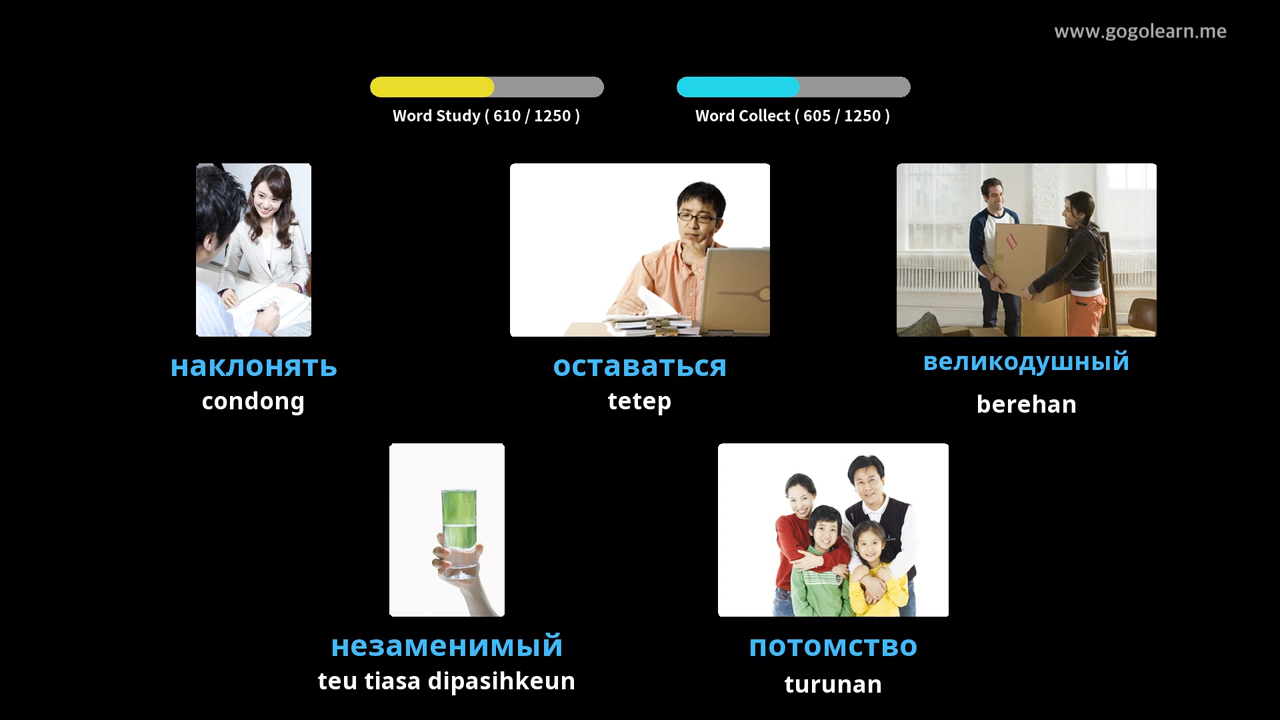 www.gogolearn.me
Word Study ( 610 / 1250 )
Word Collect ( 605 / 1250 )
наклонять
condong
оставаться
tetep
великодушный
berehan
незаменимый
teu tiasa dipasihkeun
потомство
turunan